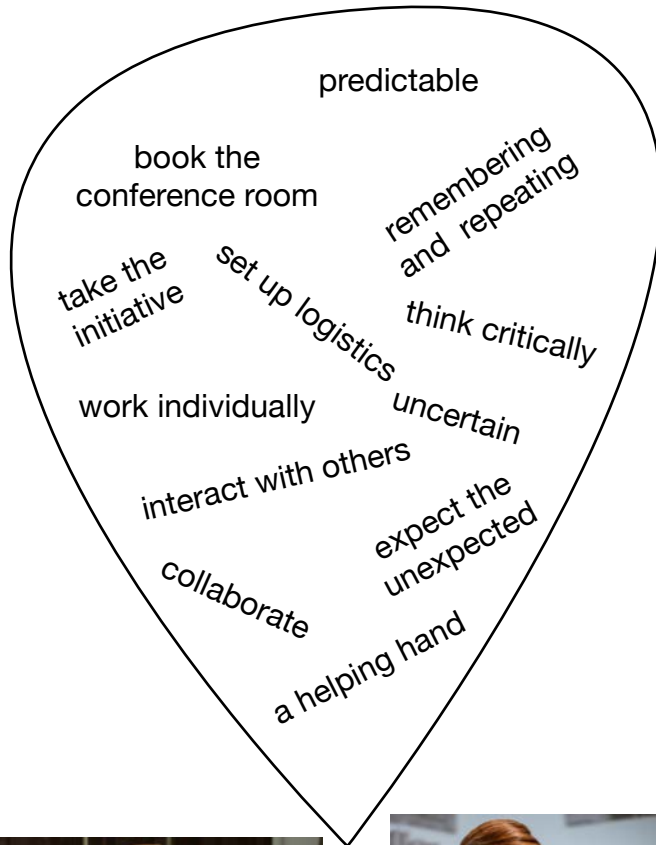 predictable
book the
conference room
remembering
and repeating
take the
initiative
set up logistics
think critically
work individually
uncertain
interact with others
expect the
unexpected
collaborate
a helping hand